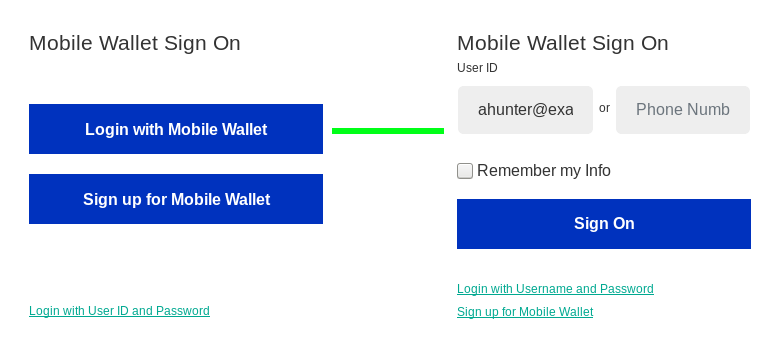 Mobile Wallet Sign On
Login with Mobile Wallet
Sign up for Mobile Wallet
Login with User ID and Password
Mobile Wallet Sign On
User ID
ahunter@exa or Phone Numb
Remember my Info
Sign On
Login with Username and Password
Sign up for Mobile Wallet